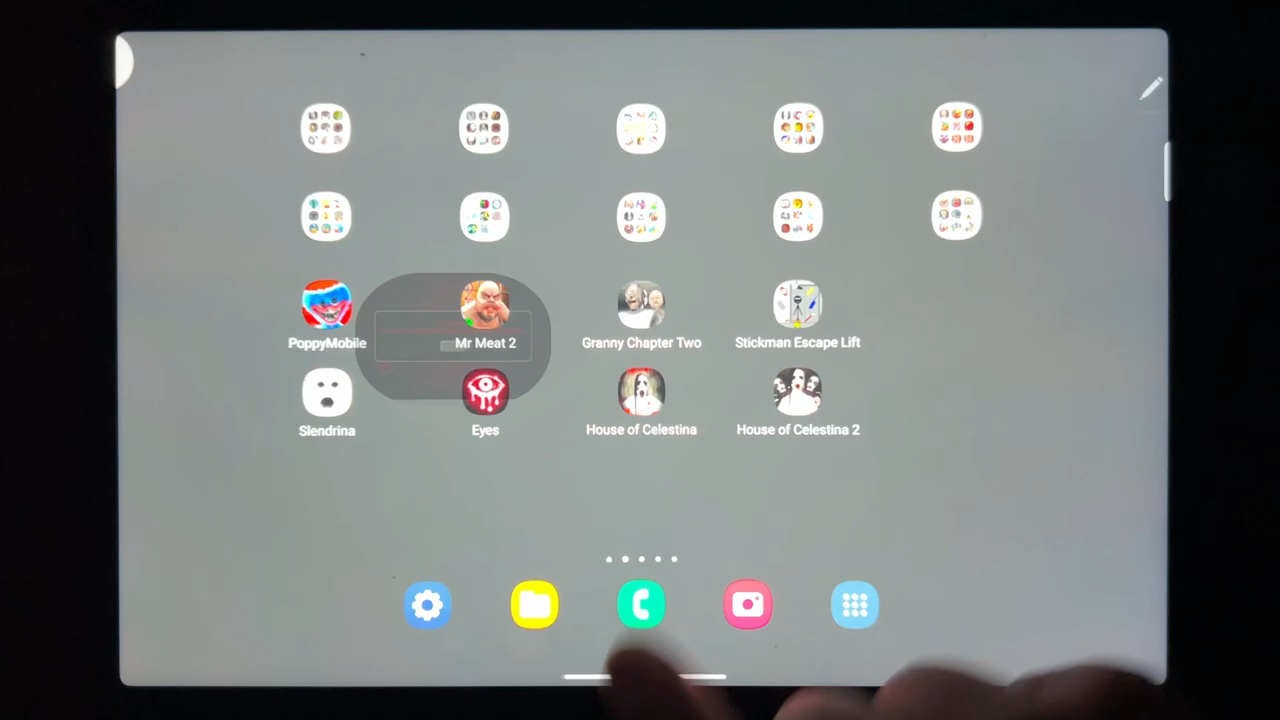 PoppyMobile
Mr Meat 2
Granny Chapter Two
Stickman Escape Lift
Slendrina
Eyes
House of Celestina
House of Celestina 2